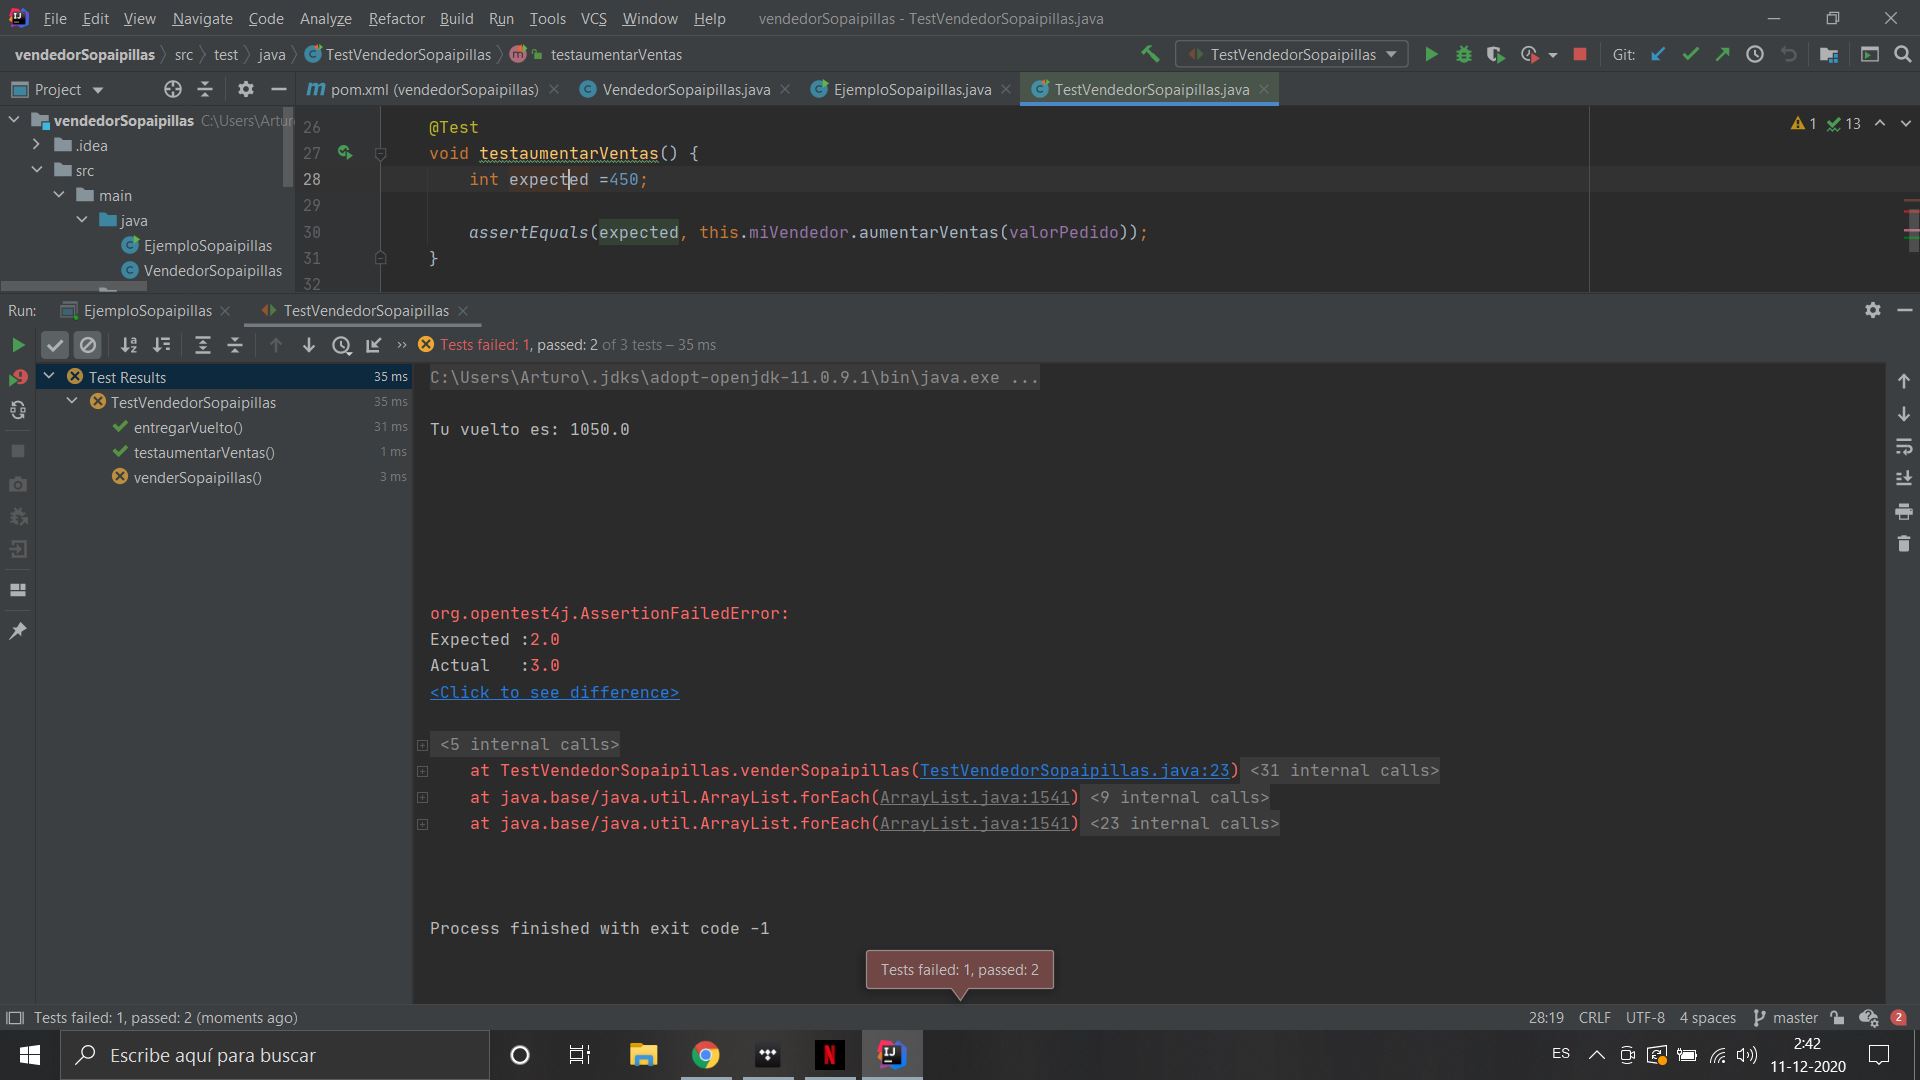 File Edit View Navigate Code Analyze Refactor Build Run Tools VCS Window Help vendedorSopaipillas - TestVendedorSopaipillas.java
vendedorSopaipillas src test java TestVendedorSopaipillas testaumentarVentas TestVendedorSopaipillas Git:
Project pom.xml (vendedorSopaipillas) VendedorSopaipillas.java EjemploSopaipillas.java TestVendedorSopaipillas.java
vendedorSopaipillas C:\Users\Artur
.idea
src
main
java
EjemploSopaipillas
VendedorSopaipillas
26 @Test
27 void testaumentarVentas() {
28 int expected =450;
29
30 assertEquals(expected, this.miVendedor.aumentarVentas(valorPedido));
31 }
32
1 13
Run: EjemploSopaipillas TestVendedorSopaipillas
Tests failed: 1, passed: 2 of 3 tests – 35 ms
Test Results 35 ms
TestVendedorSopaipillas 35 ms
entregarVuelto() 31 ms
testaumentarVentas() 1 ms
venderSopaipillas() 3 ms
C:\Users\Arturo\.jdks\adopt-openjdk-11.0.9.1\bin\java.exe ...
Tu vuelto es: 1050.0
org.opentest4j.AssertionFailedError:
Expected :2.0
Actual   :3.0
<Click to see difference>
<5 internal calls>
at TestVendedorSopaipillas.venderSopaipillas(TestVendedorSopaipillas.java:23) <31 internal calls>
at java.base/java.util.ArrayList.forEach(ArrayList.java:1541) <9 internal calls>
at java.base/java.util.ArrayList.forEach(ArrayList.java:1541) <23 internal calls>
Process finished with exit code -1
Tests failed: 1, passed: 2
Tests failed: 1, passed: 2 (moments ago) 28:19 CRLF UTF-8 4 spaces master 2
Escribe aquí para buscar ES 2:42
11-12-2020